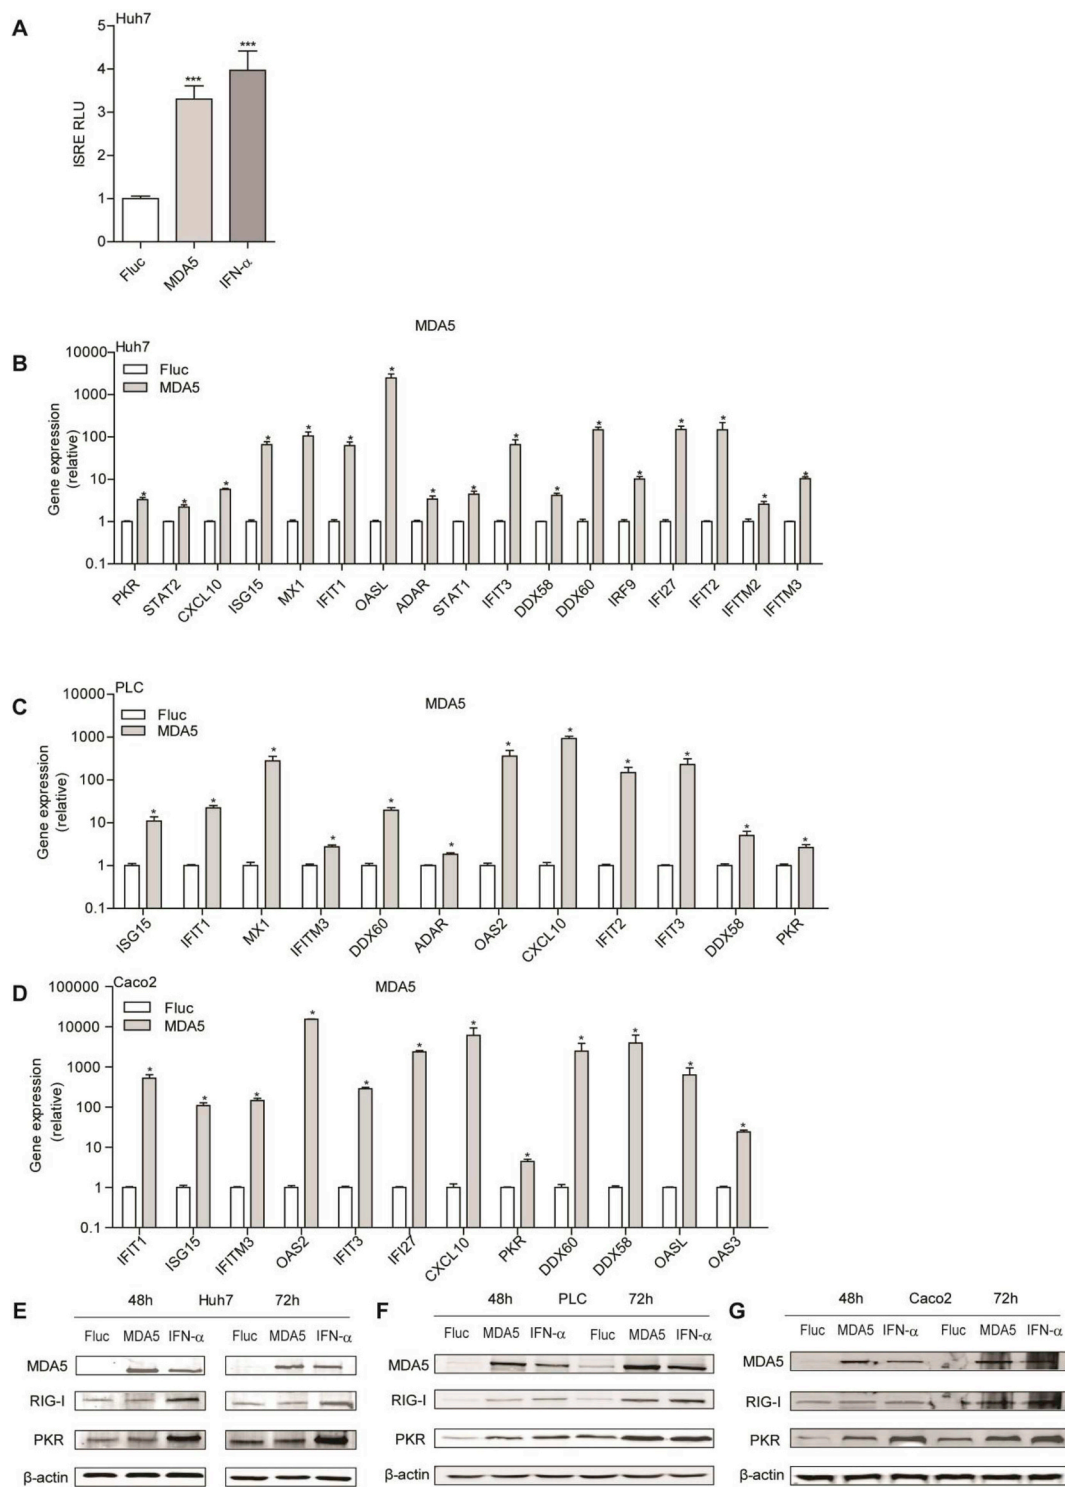 A
Huh7
5
4
3
2
1
0
ISRE RLU
***
***
Fluc
MDA5
IFN-α
MDA5
B
Huh7
10000
1000
100
10
1
0.1
Gene expression
(relative)
Fluc
MDA5
* * * * * * * * * * * * * * * * *
PKR STAT2 CXCL10 ISG15 MX1 IFIT1 OASL ADAR STAT1 IFIT3 DDX58 DDX60 IRF9 IFI27 IFIT2 IFITM2 IFITM3
C
PLC
MDA5
10000
1000
100
10
1
0.1
Gene expression
(relative)
Fluc
MDA5
* * * * * * * * * * * *
ISG15 IFIT1 MX1 IFITM3 DDX60 ADAR OAS2 CXCL10 IFIT2 IFIT3 DDX58 PKR
D
Caco2
MDA5
100000
10000
1000
100
10
1
0.1
Gene expression
(relative)
Fluc
MDA5
* * * * * * * * * * * *
IFIT1 ISG15 IFITM3 OAS2 IFIT3 IFI27 CXCL10 PKR DDX60 DDX58 OASL OAS3
E
48h Huh7 72h
Fluc MDA5 IFN-α Fluc MDA5 IFN-α
MDA5
RIG-I
PKR
β-actin
F
48h PLC 72h
Fluc MDA5 IFN-α Fluc MDA5 IFN-α
MDA5
RIG-I
PKR
β-actin
G
48h Caco2 72h
Fluc MDA5 IFN-α Fluc MDA5 IFN-α
MDA5
RIG-I
PKR
β-actin